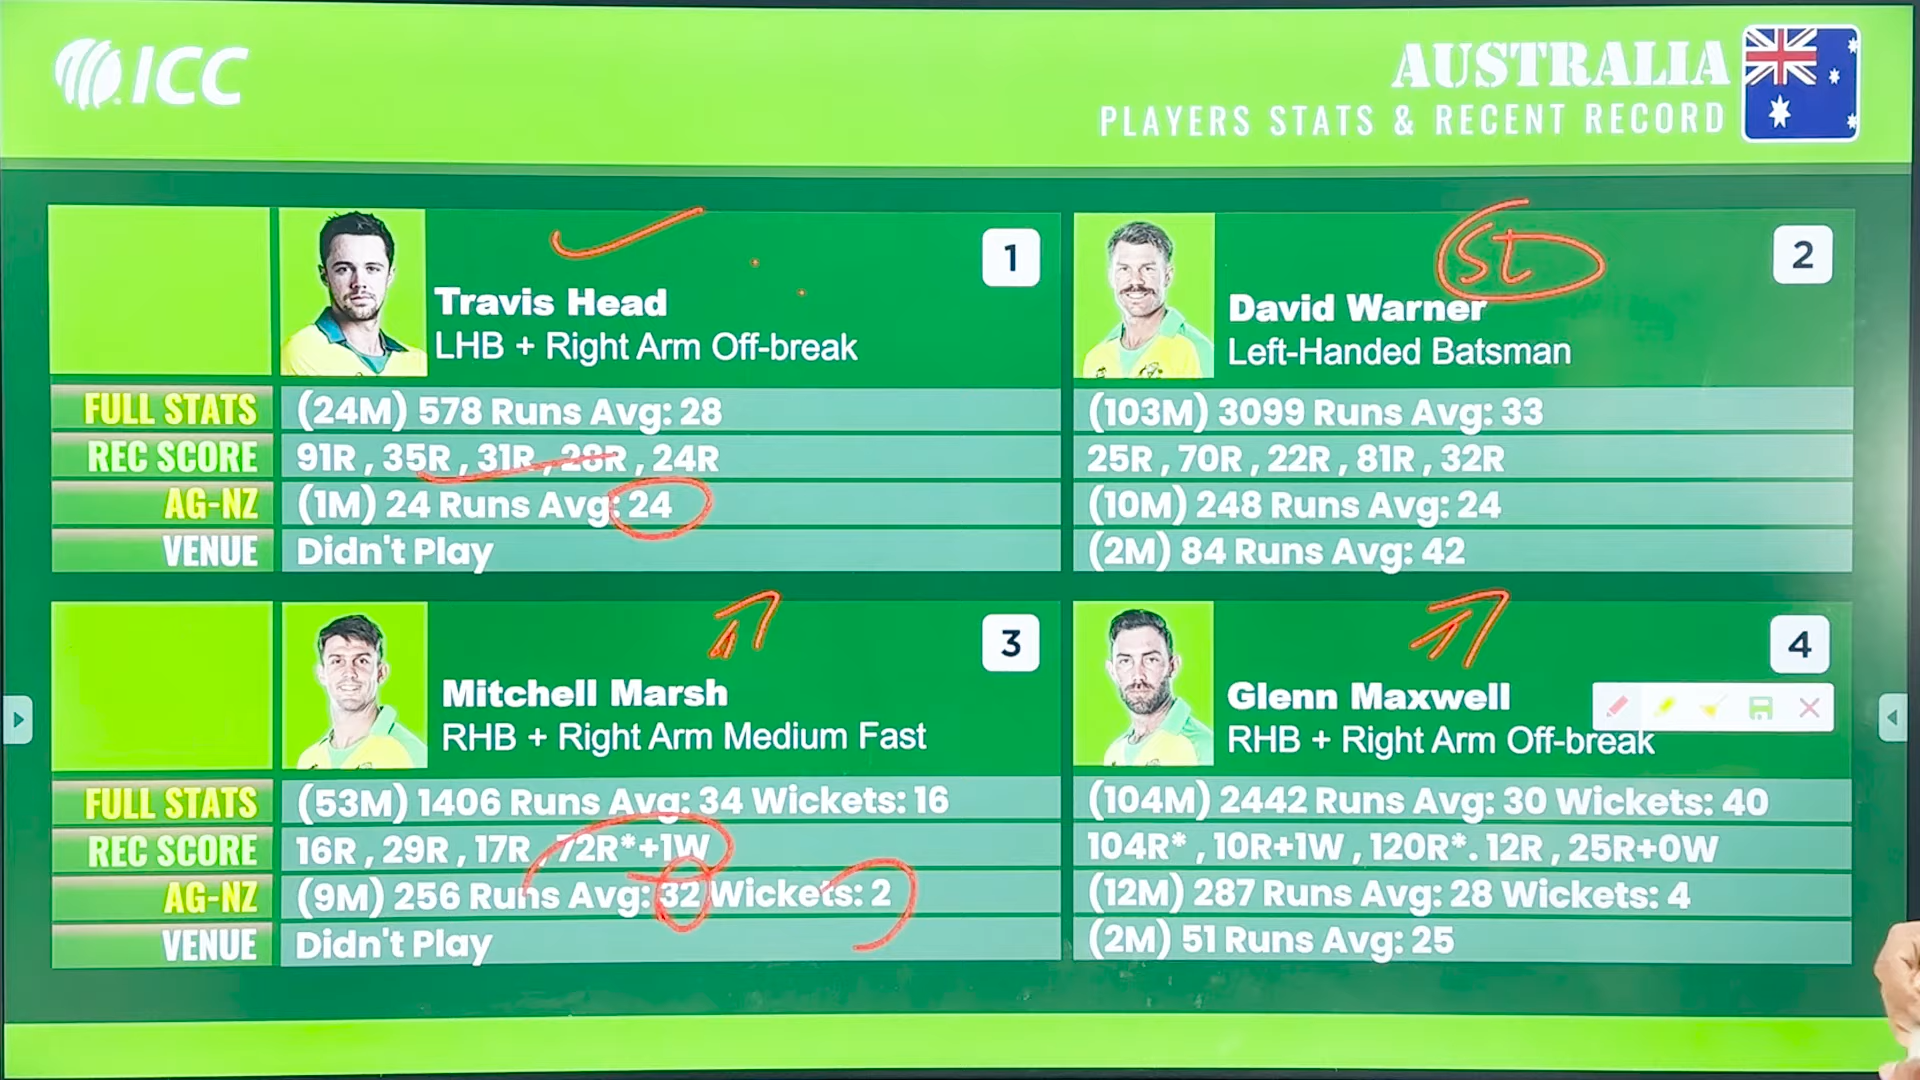 ICC
AUSTRALIA
PLAYERS STATS & RECENT RECORD
1
Travis Head
LHB + Right Arm Off-break
FULL STATS (24M) 578 Runs Avg: 28
REC SCORE 91R , 35R , 31R , 28R , 24R
AG-NZ (1M) 24 Runs Avg: 24
VENUE Didn't Play
St
2
David Warner
Left-Handed Batsman
(103M) 3099 Runs Avg: 33
25R , 70R , 22R , 81R , 32R
(10M) 248 Runs Avg: 24
(2M) 84 Runs Avg: 42
3
Mitchell Marsh
RHB + Right Arm Medium Fast
FULL STATS (53M) 1406 Runs Avg: 34 Wickets: 16
REC SCORE 16R , 29R , 17R , 72R*+1W
AG-NZ (9M) 256 Runs Avg: 32 Wickets: 2
VENUE Didn't Play
4
Glenn Maxwell
RHB + Right Arm Off-break
(104M) 2442 Runs Avg: 30 Wickets: 40
104R* , 10R+1W , 120R*. 12R , 25R+0W
(12M) 287 Runs Avg: 28 Wickets: 4
(2M) 51 Runs Avg: 25